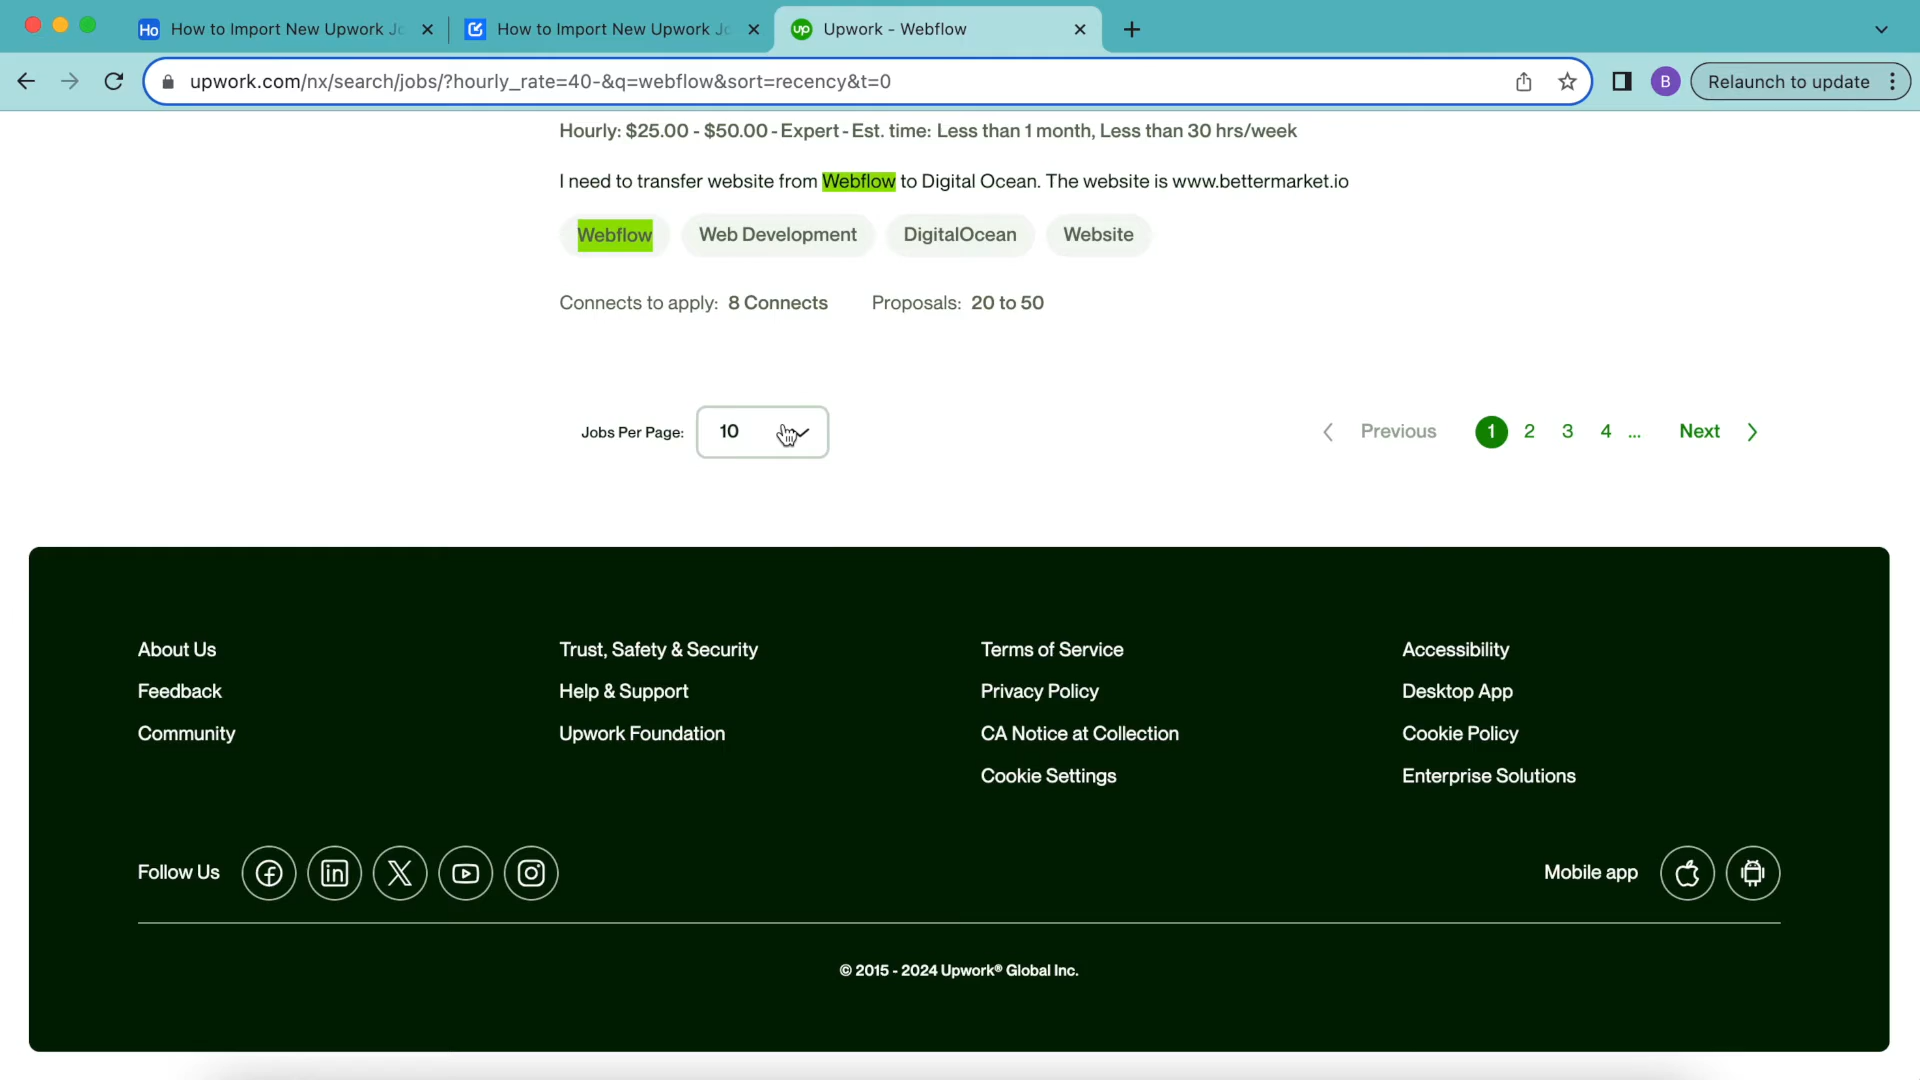 Ho How to Import New Upwork Jo
How to Import New Upwork Jo
up Upwork - Webflow
upwork.com/nx/search/jobs/?hourly_rate=40-&q=webflow&sort=recency&t=0
B
Relaunch to update
Hourly: $25.00 - $50.00 - Expert - Est. time: Less than 1 month, Less than 30 hrs/week
I need to transfer website from Webflow to Digital Ocean. The website is www.bettermarket.io
Webflow Web Development DigitalOcean Website
Connects to apply: 8 Connects Proposals: 20 to 50
Jobs Per Page: 10 Previous 1 2 3 4 ... Next
About Us Trust, Safety & Security Terms of Service Accessibility
Feedback Help & Support Privacy Policy Desktop App
Community Upwork Foundation CA Notice at Collection Cookie Policy
Cookie Settings Enterprise Solutions
Follow Us Mobile app
© 2015 - 2024 Upwork® Global Inc.